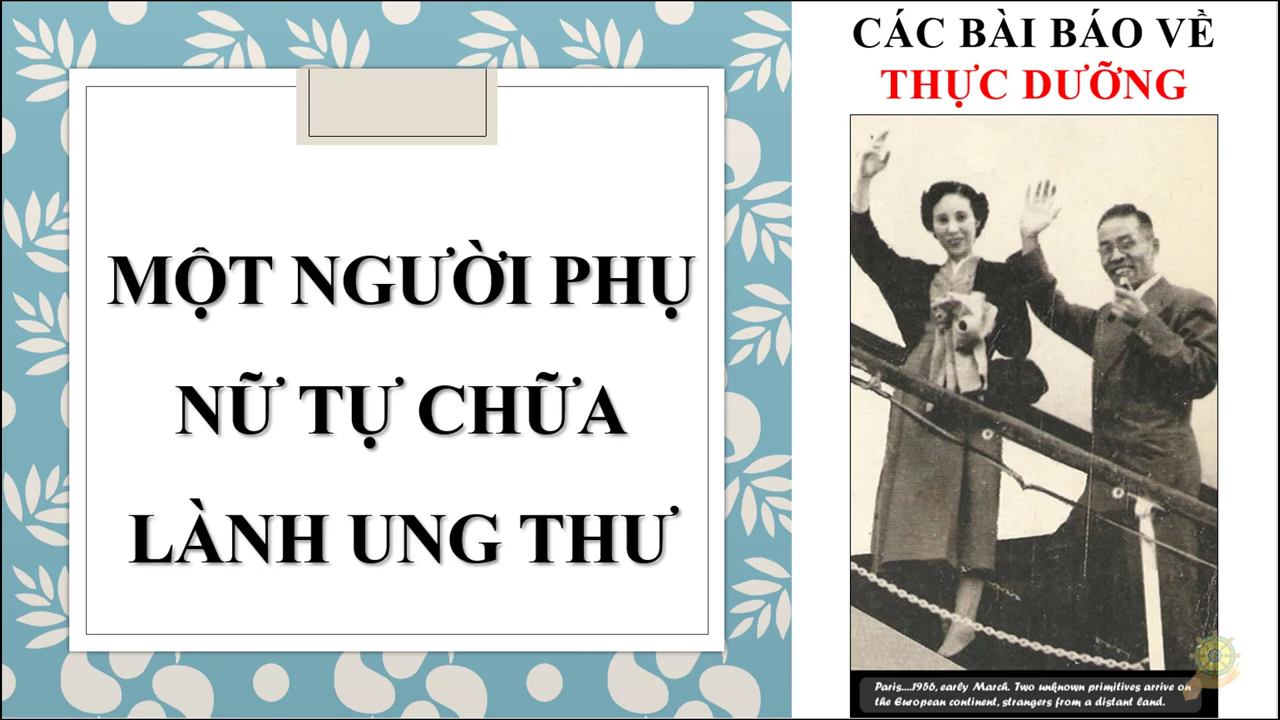 MỘT NGƯỜI PHỤ
NỮ TỰ CHỮA
LÀNH UNG THƯ
CÁC BÀI BÁO VỀ
THỰC DƯỠNG
Paris....1956, early March. Two unknown primitives arrive on
the European continent, strangers from a distant land.